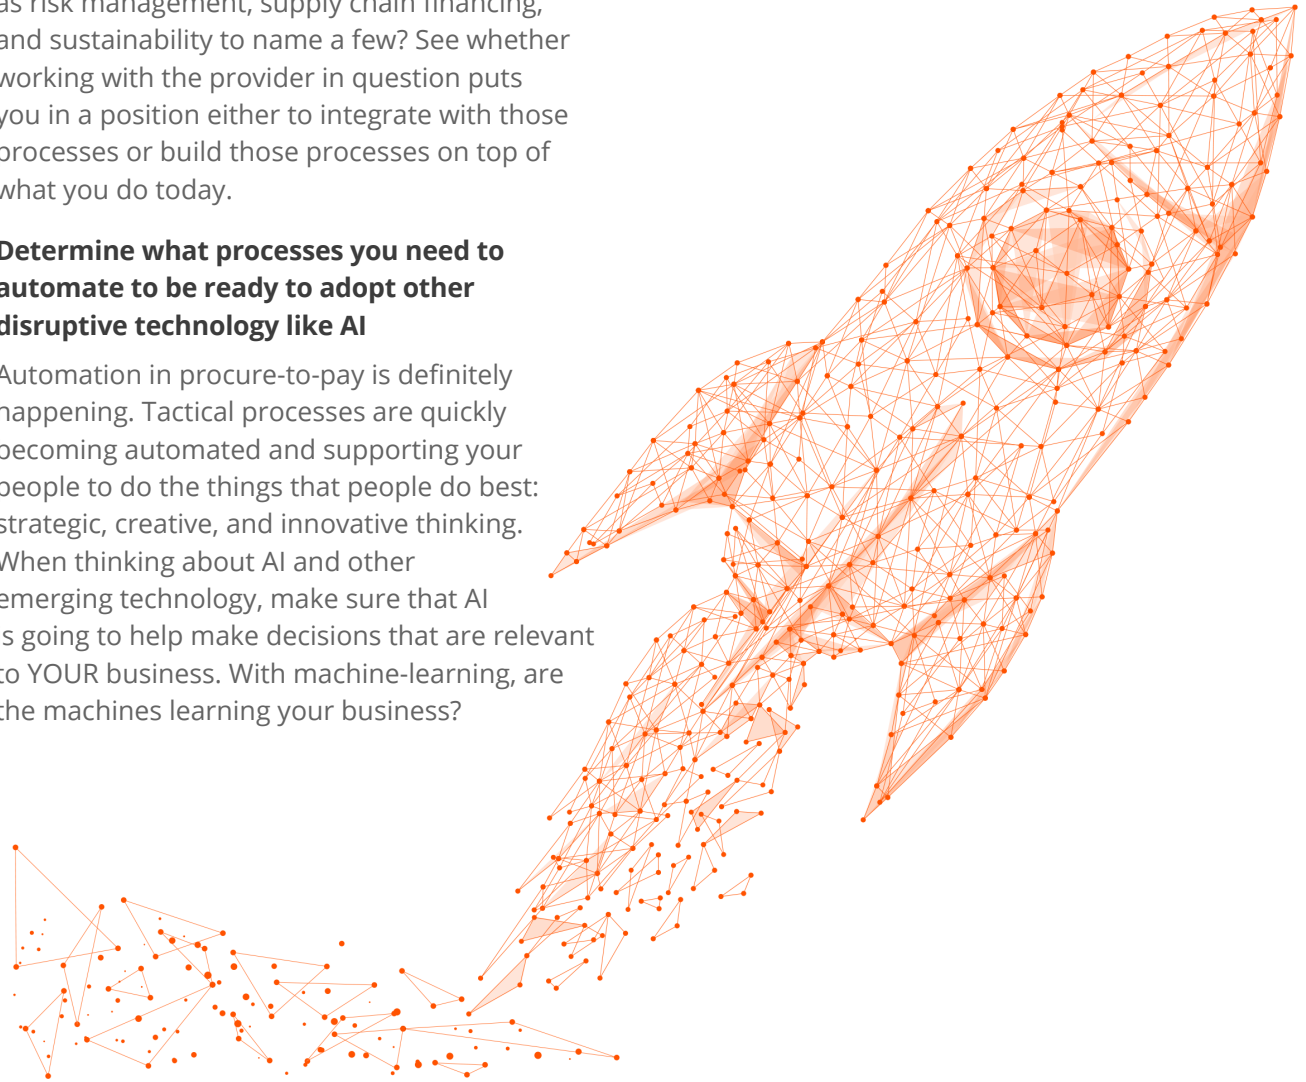 as risk management, supply chain financing,
and sustainability to name a few? See whether
working with the provider in question puts
you in a position either to integrate with those
processes or build those processes on top of
what you do today.
Determine what processes you need to
automate to be ready to adopt other
disruptive technology like AI
Automation in procure-to-pay is definitely
happening. Tactical processes are quickly
becoming automated and supporting your
people to do the things that people do best:
strategic, creative, and innovative thinking.
When thinking about AI and other
emerging technology, make sure that AI
is going to help make decisions that are relevant
to YOUR business. With machine-learning, are
the machines learning your business?